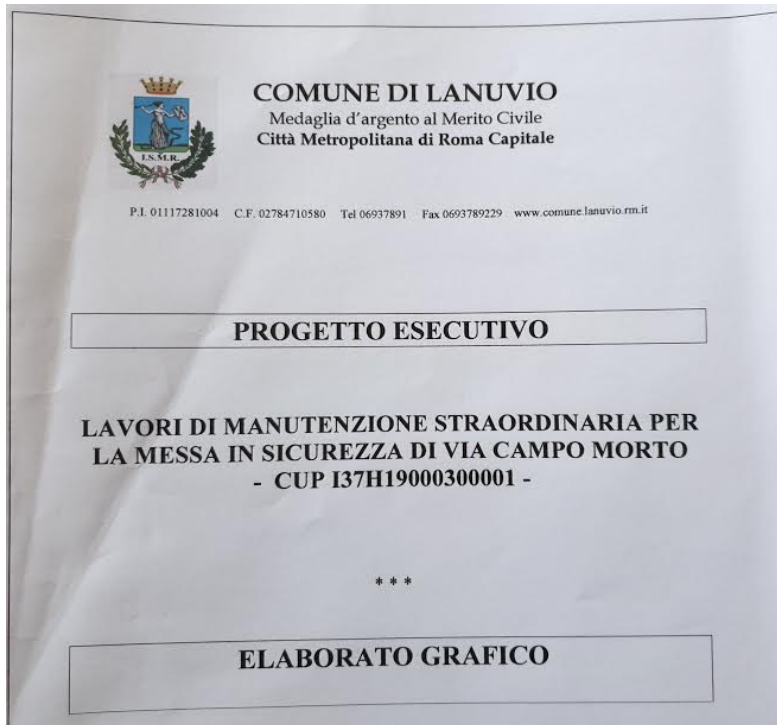 COMUNE DI LANUVIO
Medaglia d'argento al Merito Civile
Città Metropolitana di Roma Capitale
I.S.M.R.
P.I. 01117281004 C.F. 02784710580 Tel 06937891 Fax 0693789229 www.comune.lanuvio.rm.it
PROGETTO ESECUTIVO
LAVORI DI MANUTENZIONE STRAORDINARIA PER
LA MESSA IN SICUREZZA DI VIA CAMPO MORTO
- CUP I37H19000300001 -
* * *
ELABORATO GRAFICO